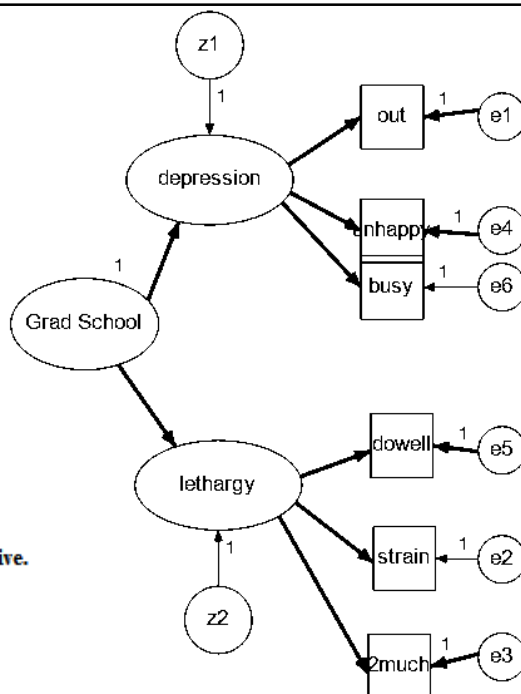 z1
1
out
1
e1
depression
unhappy
1
e4
1
busy
1
e6
Grad School
dowell
1
e5
lethargy
strain
1
e2
ive.
1
z2
2much
1
e3